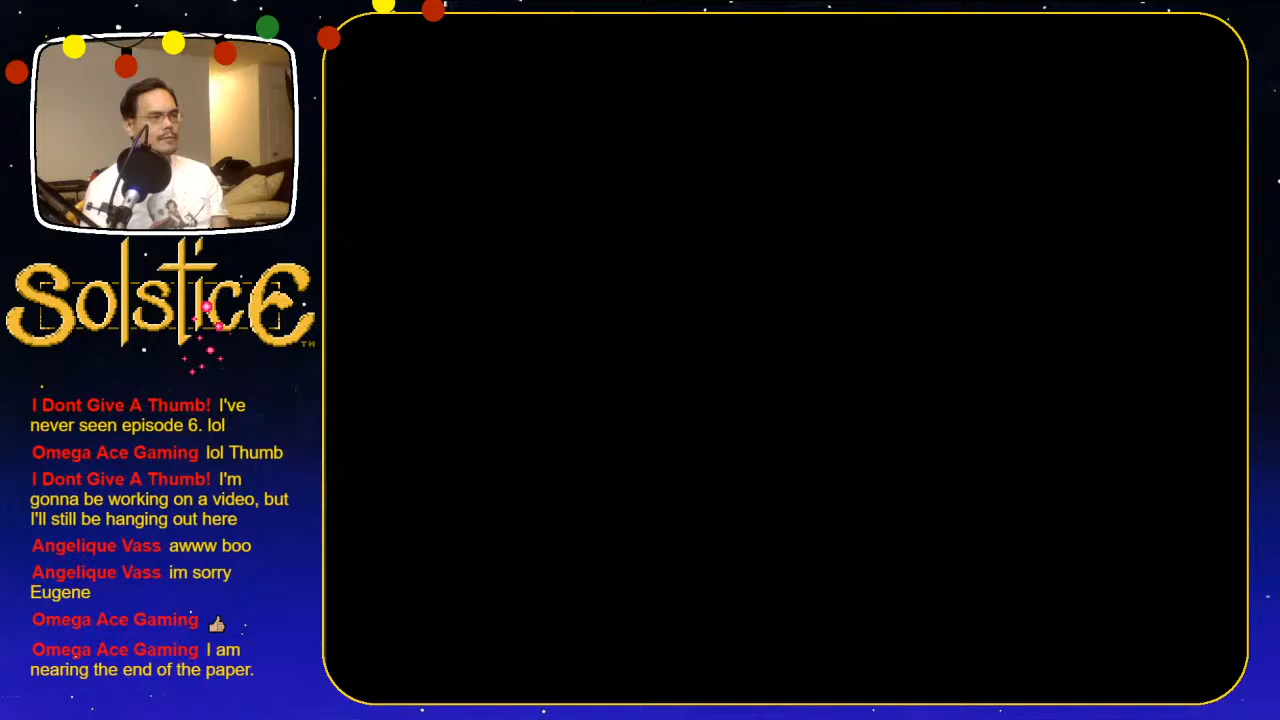 Solstice
TM
I Dont Give A Thumb! I've
never seen episode 6. lol
Omega Ace Gaming lol Thumb
I Dont Give A Thumb! I'm
gonna be working on a video, but
I'll still be hanging out here
Angelique Vass awww boo
Angelique Vass im sorry
Eugene
Omega Ace Gaming 👍🏼
Omega Ace Gaming I am
nearing the end of the paper.